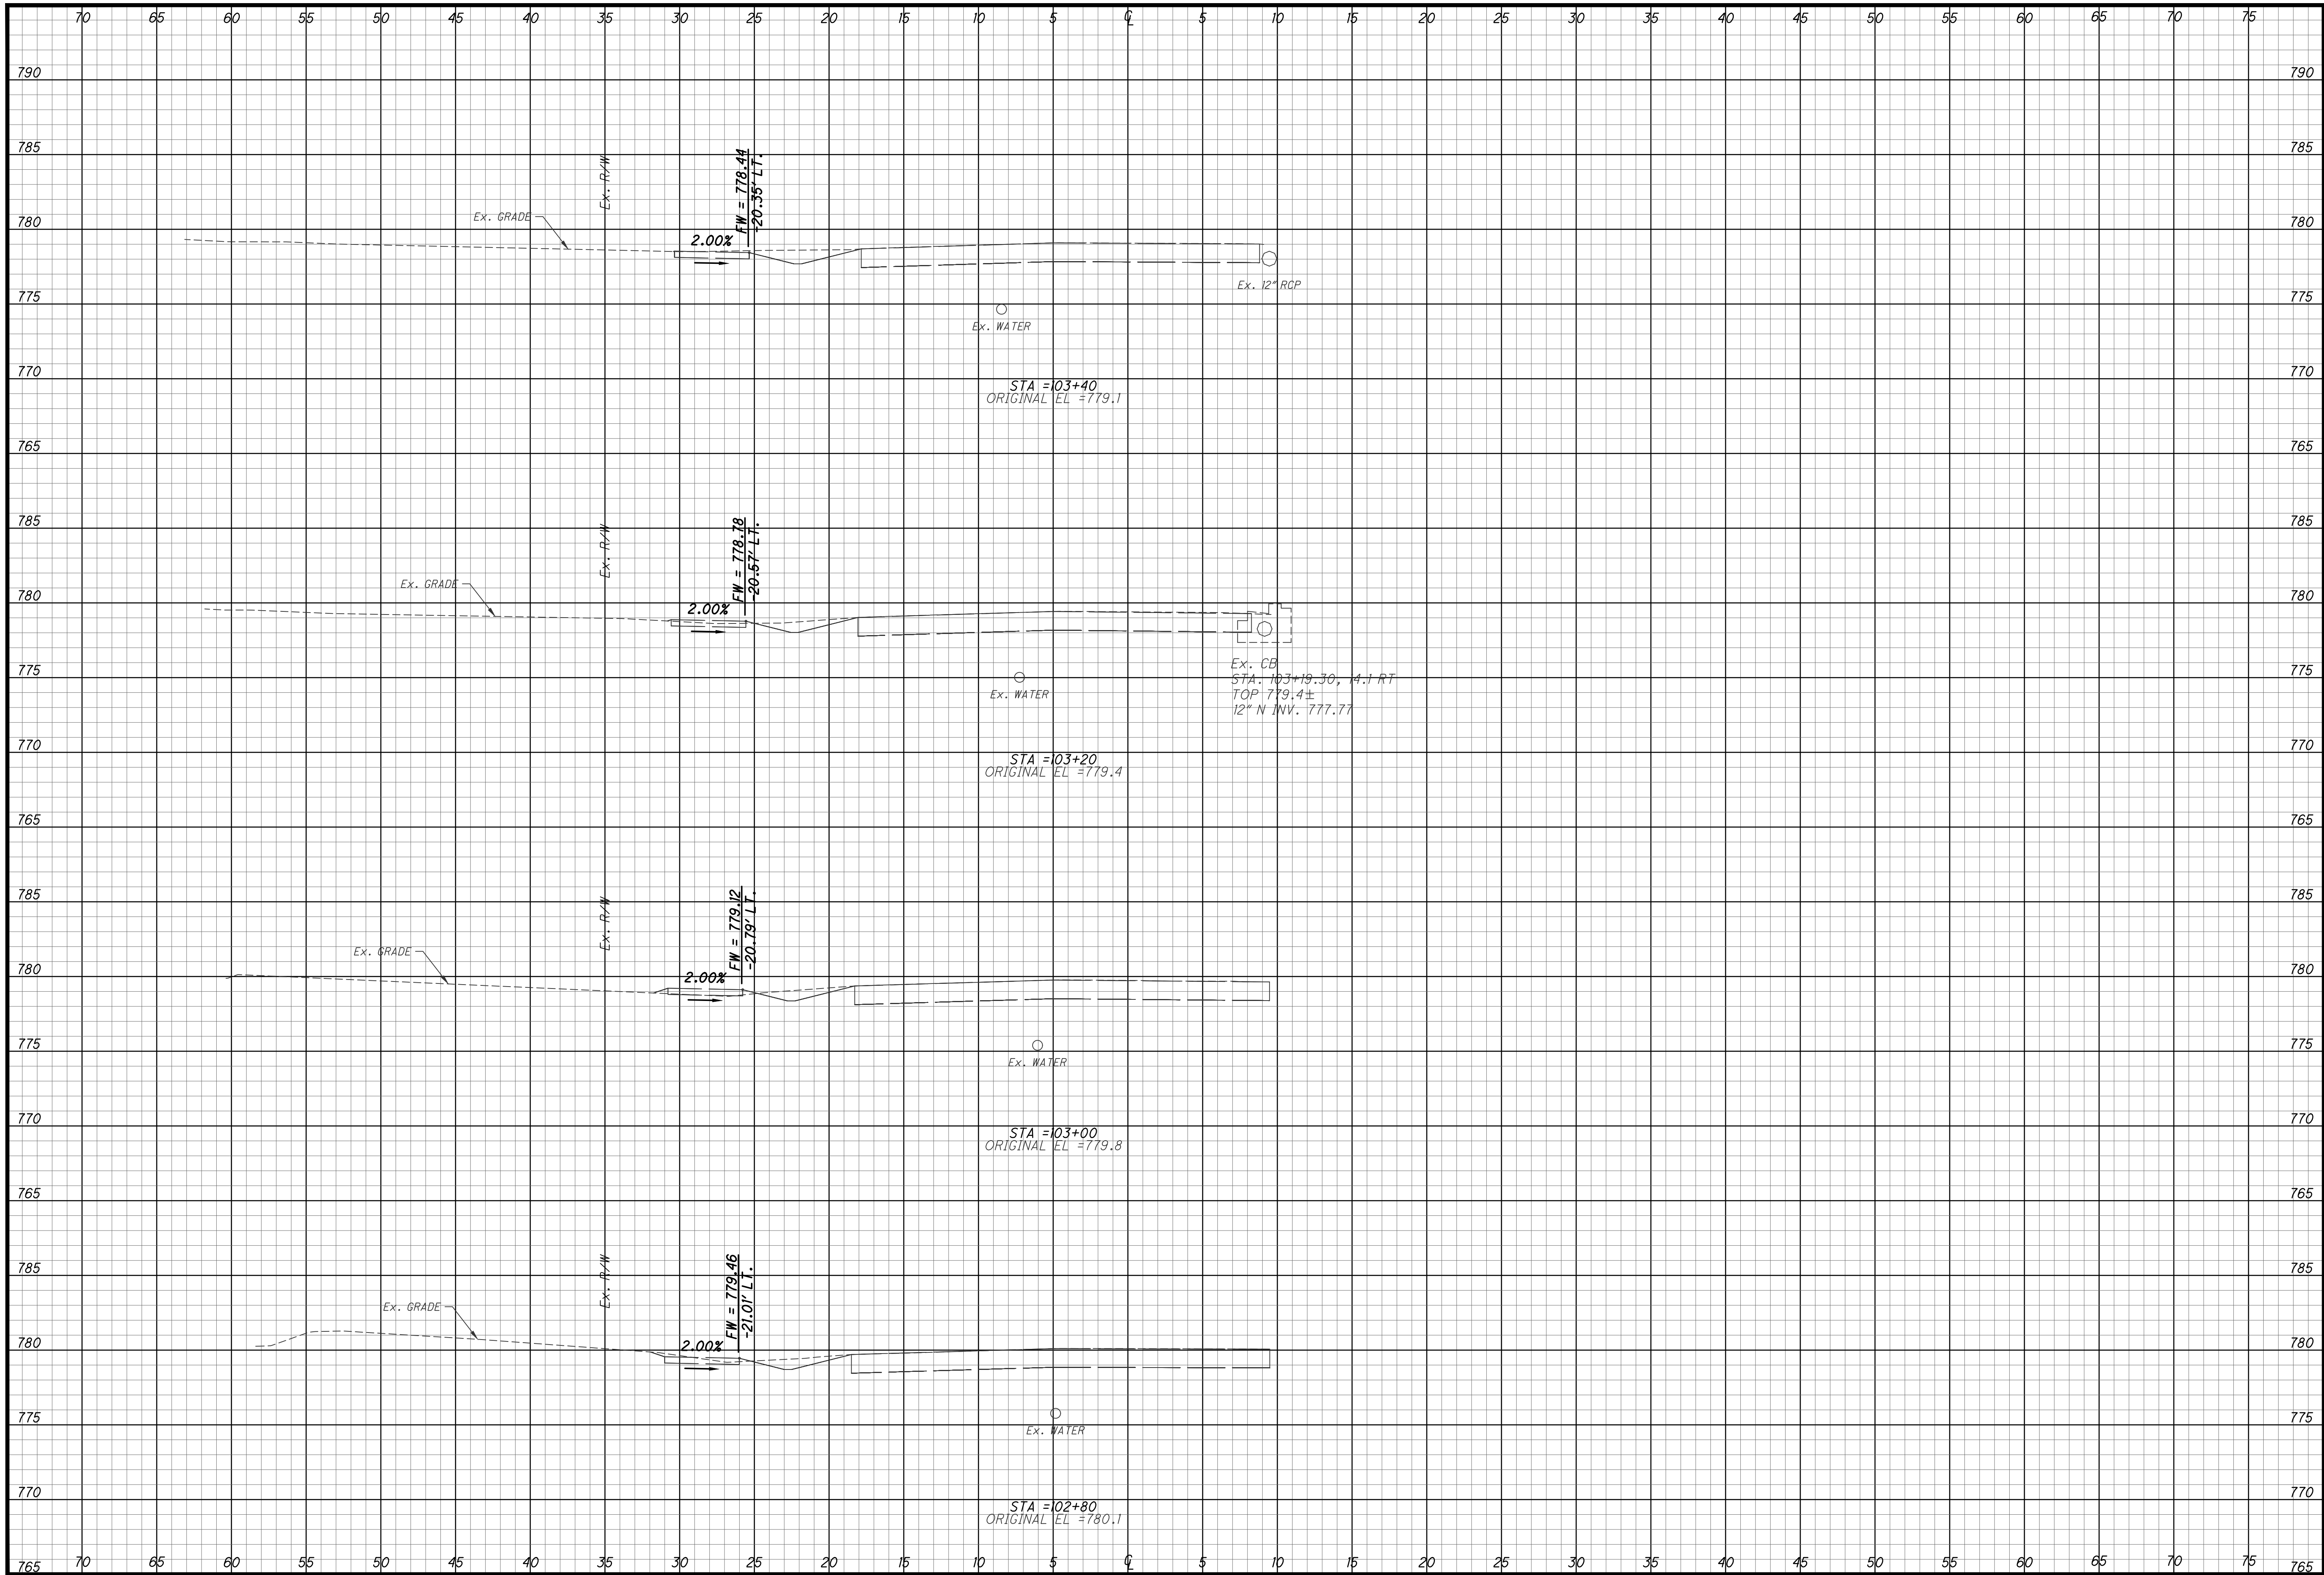 70 65 60 55 50 45 40 35 30 25 20 15 10 5 ℄ 5 10 15 20 25 30 35 40 45 50 55 60 65 70 75
790 790
785 785
Ex. R/W
FW = 778.44
-20.35' LT.
780 780
Ex. GRADE
2.00%
Ex. 12" RCP
775 775
Ex. WATER
770 770
STA =103+40
ORIGINAL EL =779.1
765 765
785 785
Ex. R/W
FW = 778.78
-20.57' LT.
Ex. GRADE
780 780
2.00%
775 775
Ex. WATER
Ex. CB
STA. 103+19.30, 14.1 RT
TOP 779.4±
12" N INV. 777.77
770 770
STA =103+20
ORIGINAL EL =779.4
765 765
785 785
Ex. R/W
FW = 779.12
-20.79' LT.
Ex. GRADE
780 780
2.00%
775 775
Ex. WATER
770 770
STA =103+00
ORIGINAL EL =779.8
765 765
785 785
Ex. R/W
FW = 779.46
-21.01' LT.
Ex. GRADE
780 780
2.00%
775 775
Ex. WATER
770 770
STA =102+80
ORIGINAL EL =780.1
765 70 65 60 55 50 45 40 35 30 25 20 15 10 5 ℄ 5 10 15 20 25 30 35 40 45 50 55 60 65 70 75 765